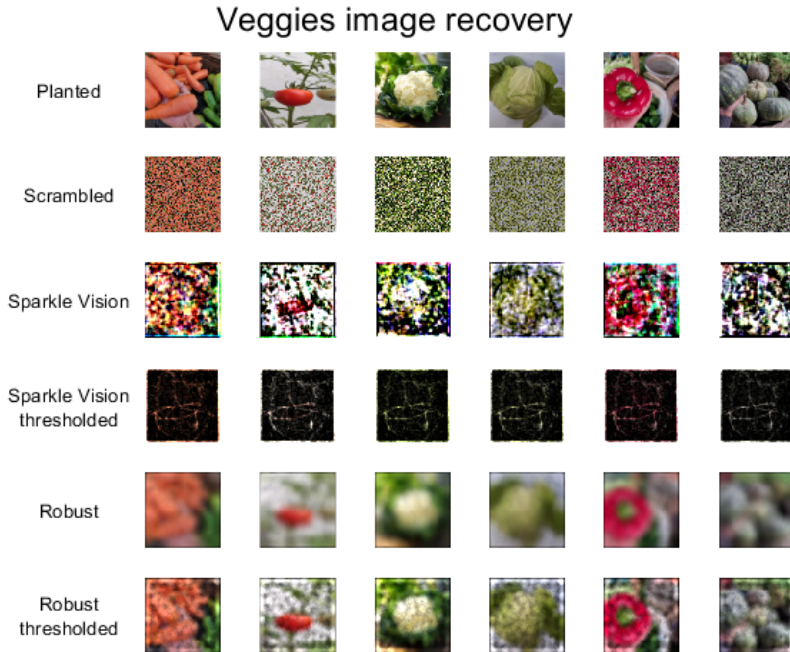 Veggies image recovery
Planted
Scrambled
Sparkle Vision
Sparkle Vision
thresholded
Robust
Robust
thresholded